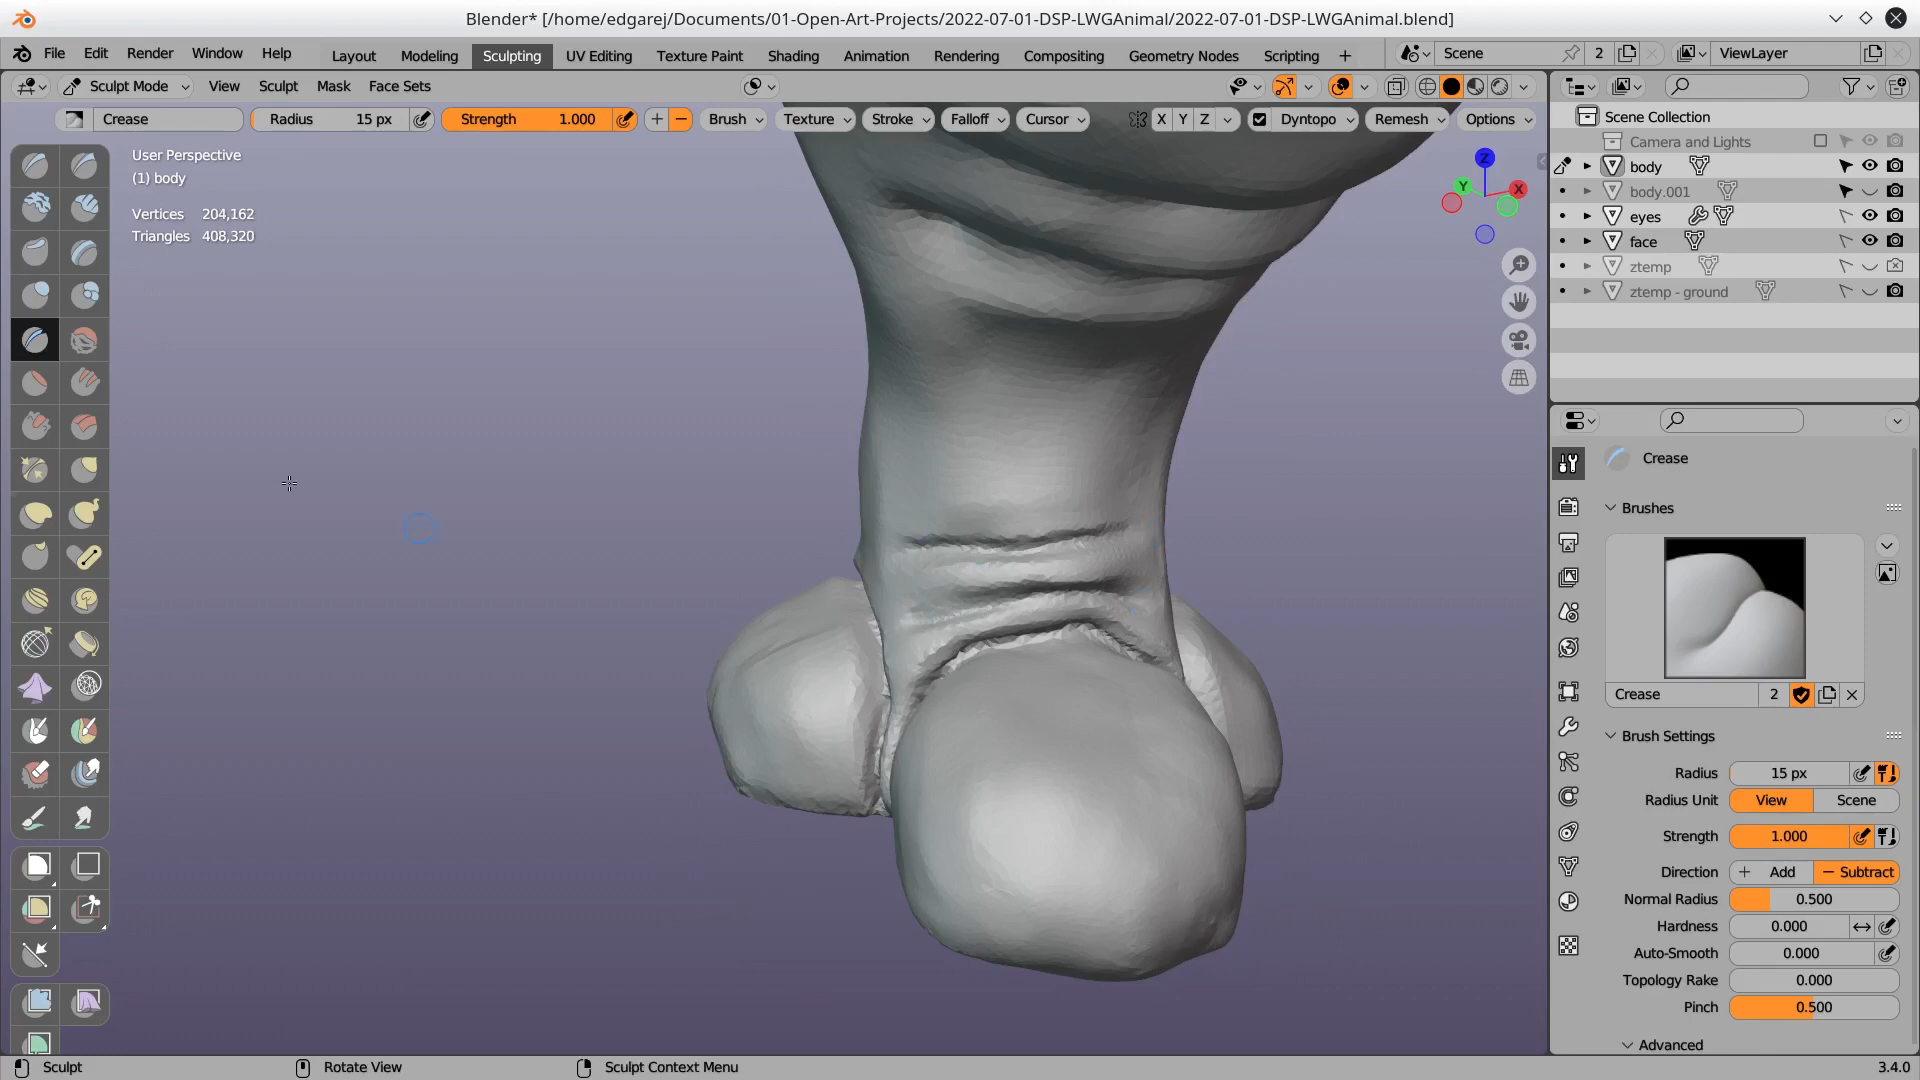 Blender* [/home/edgarej/Documents/01-Open-Art-Projects/2022-07-01-DSP-LWGAnimal/2022-07-01-DSP-LWGAnimal.blend]
File Edit Render Window Help Layout Modeling Sculpting UV Editing Texture Paint Shading Animation Rendering Compositing Geometry Nodes Scripting + Scene 2 ViewLayer
Sculpt Mode View Sculpt Mask Face Sets
Crease Radius 15 px Strength 1.000 + − Brush Texture Stroke Falloff Cursor X Y Z Dyntopo Remesh Options
User Perspective
(1) body
Vertices 204,162
Triangles 408,320
Z
Y
X
Scene Collection
Camera and Lights
body
body.001
eyes
face
ztemp
ztemp - ground
Crease
Brushes
Crease 2
Brush Settings
Radius 15 px
Radius Unit View Scene
Strength 1.000
Direction + Add − Subtract
Normal Radius 0.500
Hardness 0.000
Auto-Smooth 0.000
Topology Rake 0.000
Pinch 0.500
Advanced
Sculpt Rotate View Sculpt Context Menu 3.4.0